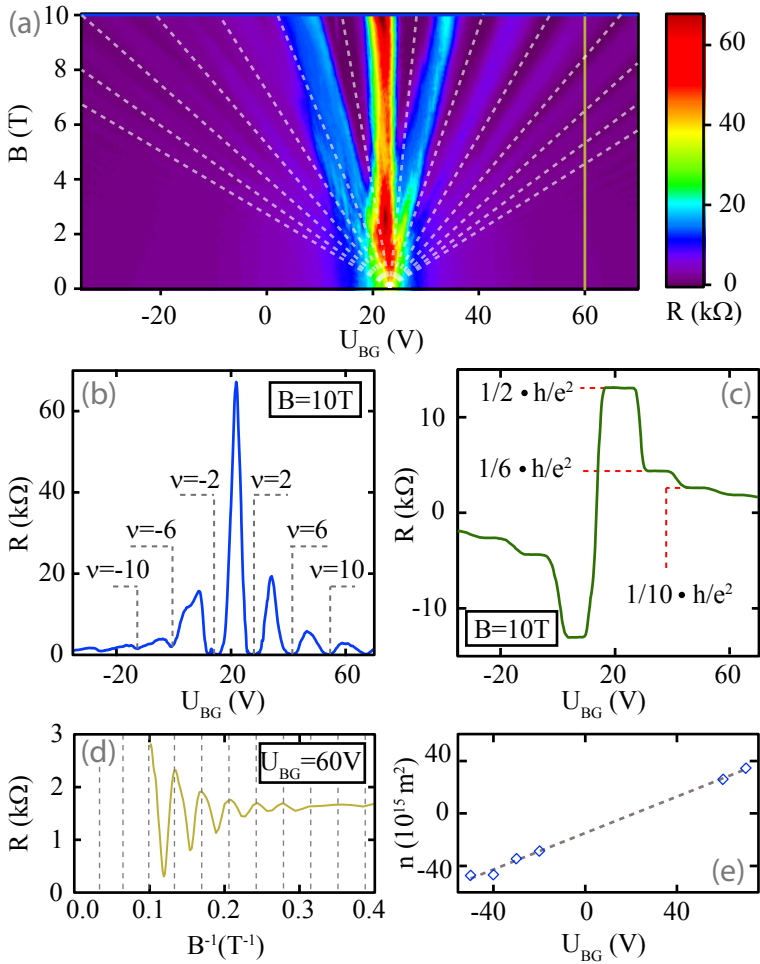 (a)
10
8
6
4
2
0
B (T)
-20 0 20 40 60
U_BG (V)
60
40
20
0
R (kΩ)
(b)
B=10T
60
40
20
0
R (kΩ)
ν=-2 ν=2
ν=-6 ν=6
ν=-10 ν=10
-20 20 60
U_BG (V)
(c)
1/2 • h/e²
1/6 • h/e²
1/10 • h/e²
B=10T
10
0
-10
R (kΩ)
-20 20 60
U_BG (V)
(d)
U_BG=60V
3
2
1
0
R (kΩ)
0.0 0.1 0.2 0.3 0.4
B⁻¹(T⁻¹)
40
0
-40
n (10¹⁵ m²)
(e)
-40 0 40
U_BG (V)